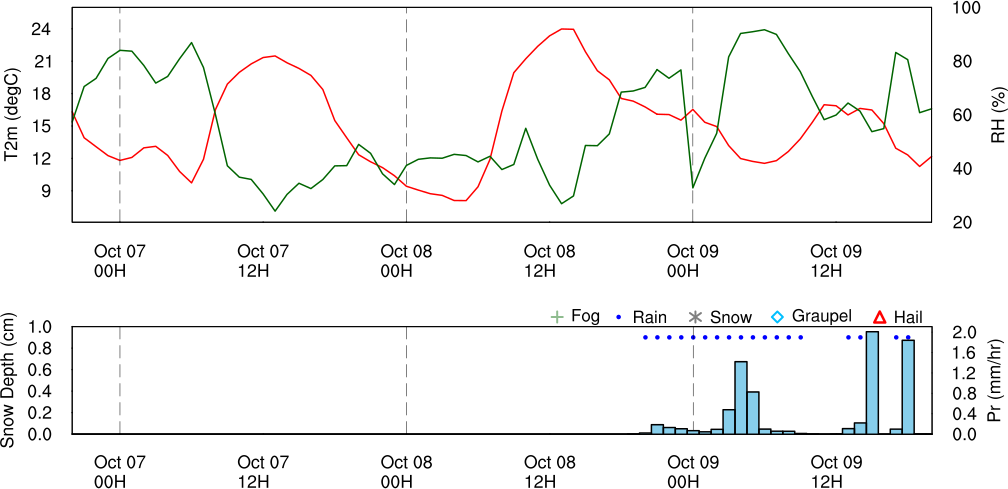 T2m (degC)
24
21
18
15
12
9
100
80
60
40
20
RH (%)
Oct 07
00H
Oct 07
12H
Oct 08
00H
Oct 08
12H
Oct 09
00H
Oct 09
12H
Fog Rain Snow Graupel Hail
Snow Depth (cm)
1.0
0.8
0.6
0.4
0.2
0.0
2.0
1.6
1.2
0.8
0.4
0.0
Pr (mm/hr)
Oct 07
00H
Oct 07
12H
Oct 08
00H
Oct 08
12H
Oct 09
00H
Oct 09
12H